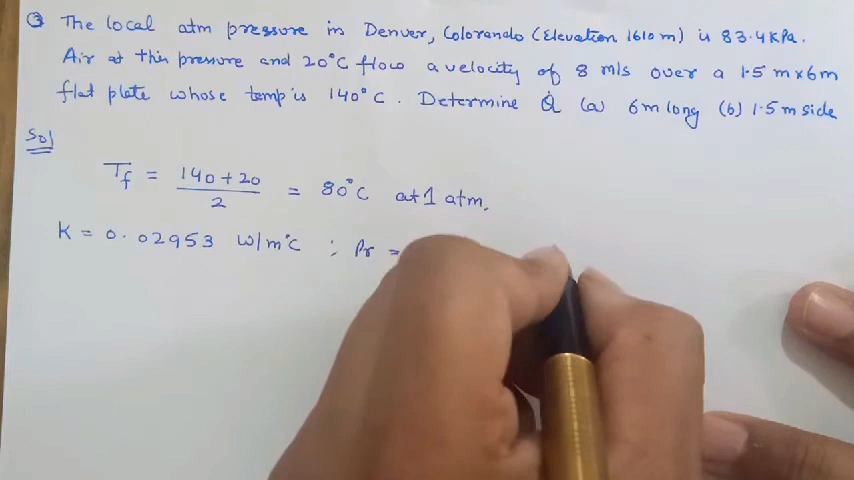 ③ The local atm pressure in Denver, Colorando (Elevation 1610 m) is 83.4 kPa.
Air at this pressure and 20°C flow a velocity of 8 m/s over a 1.5 m x 6m
flat plate whose temp is 140°C. Determine Q̇ (a) 6m long (b) 1.5 m side
Sol
Tf = 140 + 20 / 2 = 80°C at 1 atm.
K = 0.02953 W/m°C ; Pr =